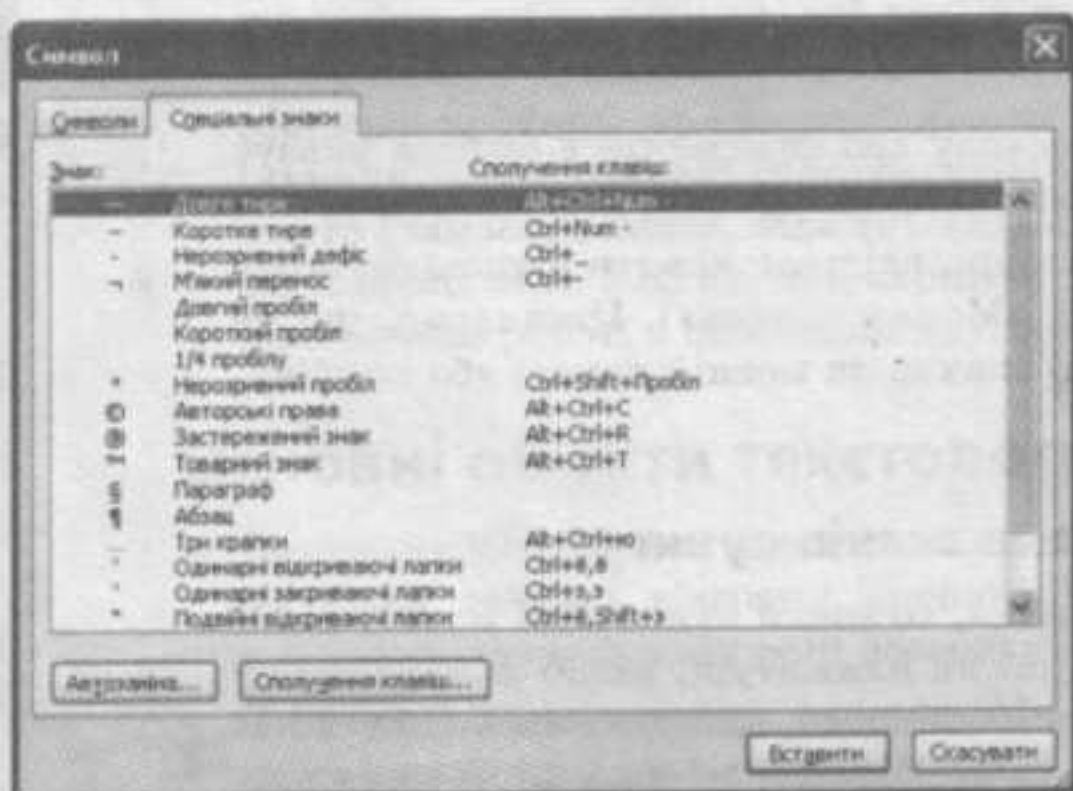 Символ
Символи Спеціальні знаки
Знак: Сполучення клавіш:
— Довге тире Alt+Ctrl+Num -
– Коротке тире Ctrl+Num -
- Нерозривний дефіс Ctrl+_
¬ М'який перенос Ctrl+-
Довгий пробіл
Короткий пробіл
1/4 пробілу
° Нерозривний пробіл Ctrl+Shift+Пробіл
© Авторські права Alt+Ctrl+C
® Застережений знак Alt+Ctrl+R
™ Товарний знак Alt+Ctrl+T
§ Параграф
¶ Абзац
… Три крапки Alt+Ctrl+ю
‘ Одинарні відкриваючі лапки Ctrl+ё,ё
’ Одинарні закриваючі лапки Ctrl+э,э
“ Подвійні відкриваючі лапки Ctrl+ё,Shift+э
Автозаміна... Сполучення клавіш...
Вставити Скасувати